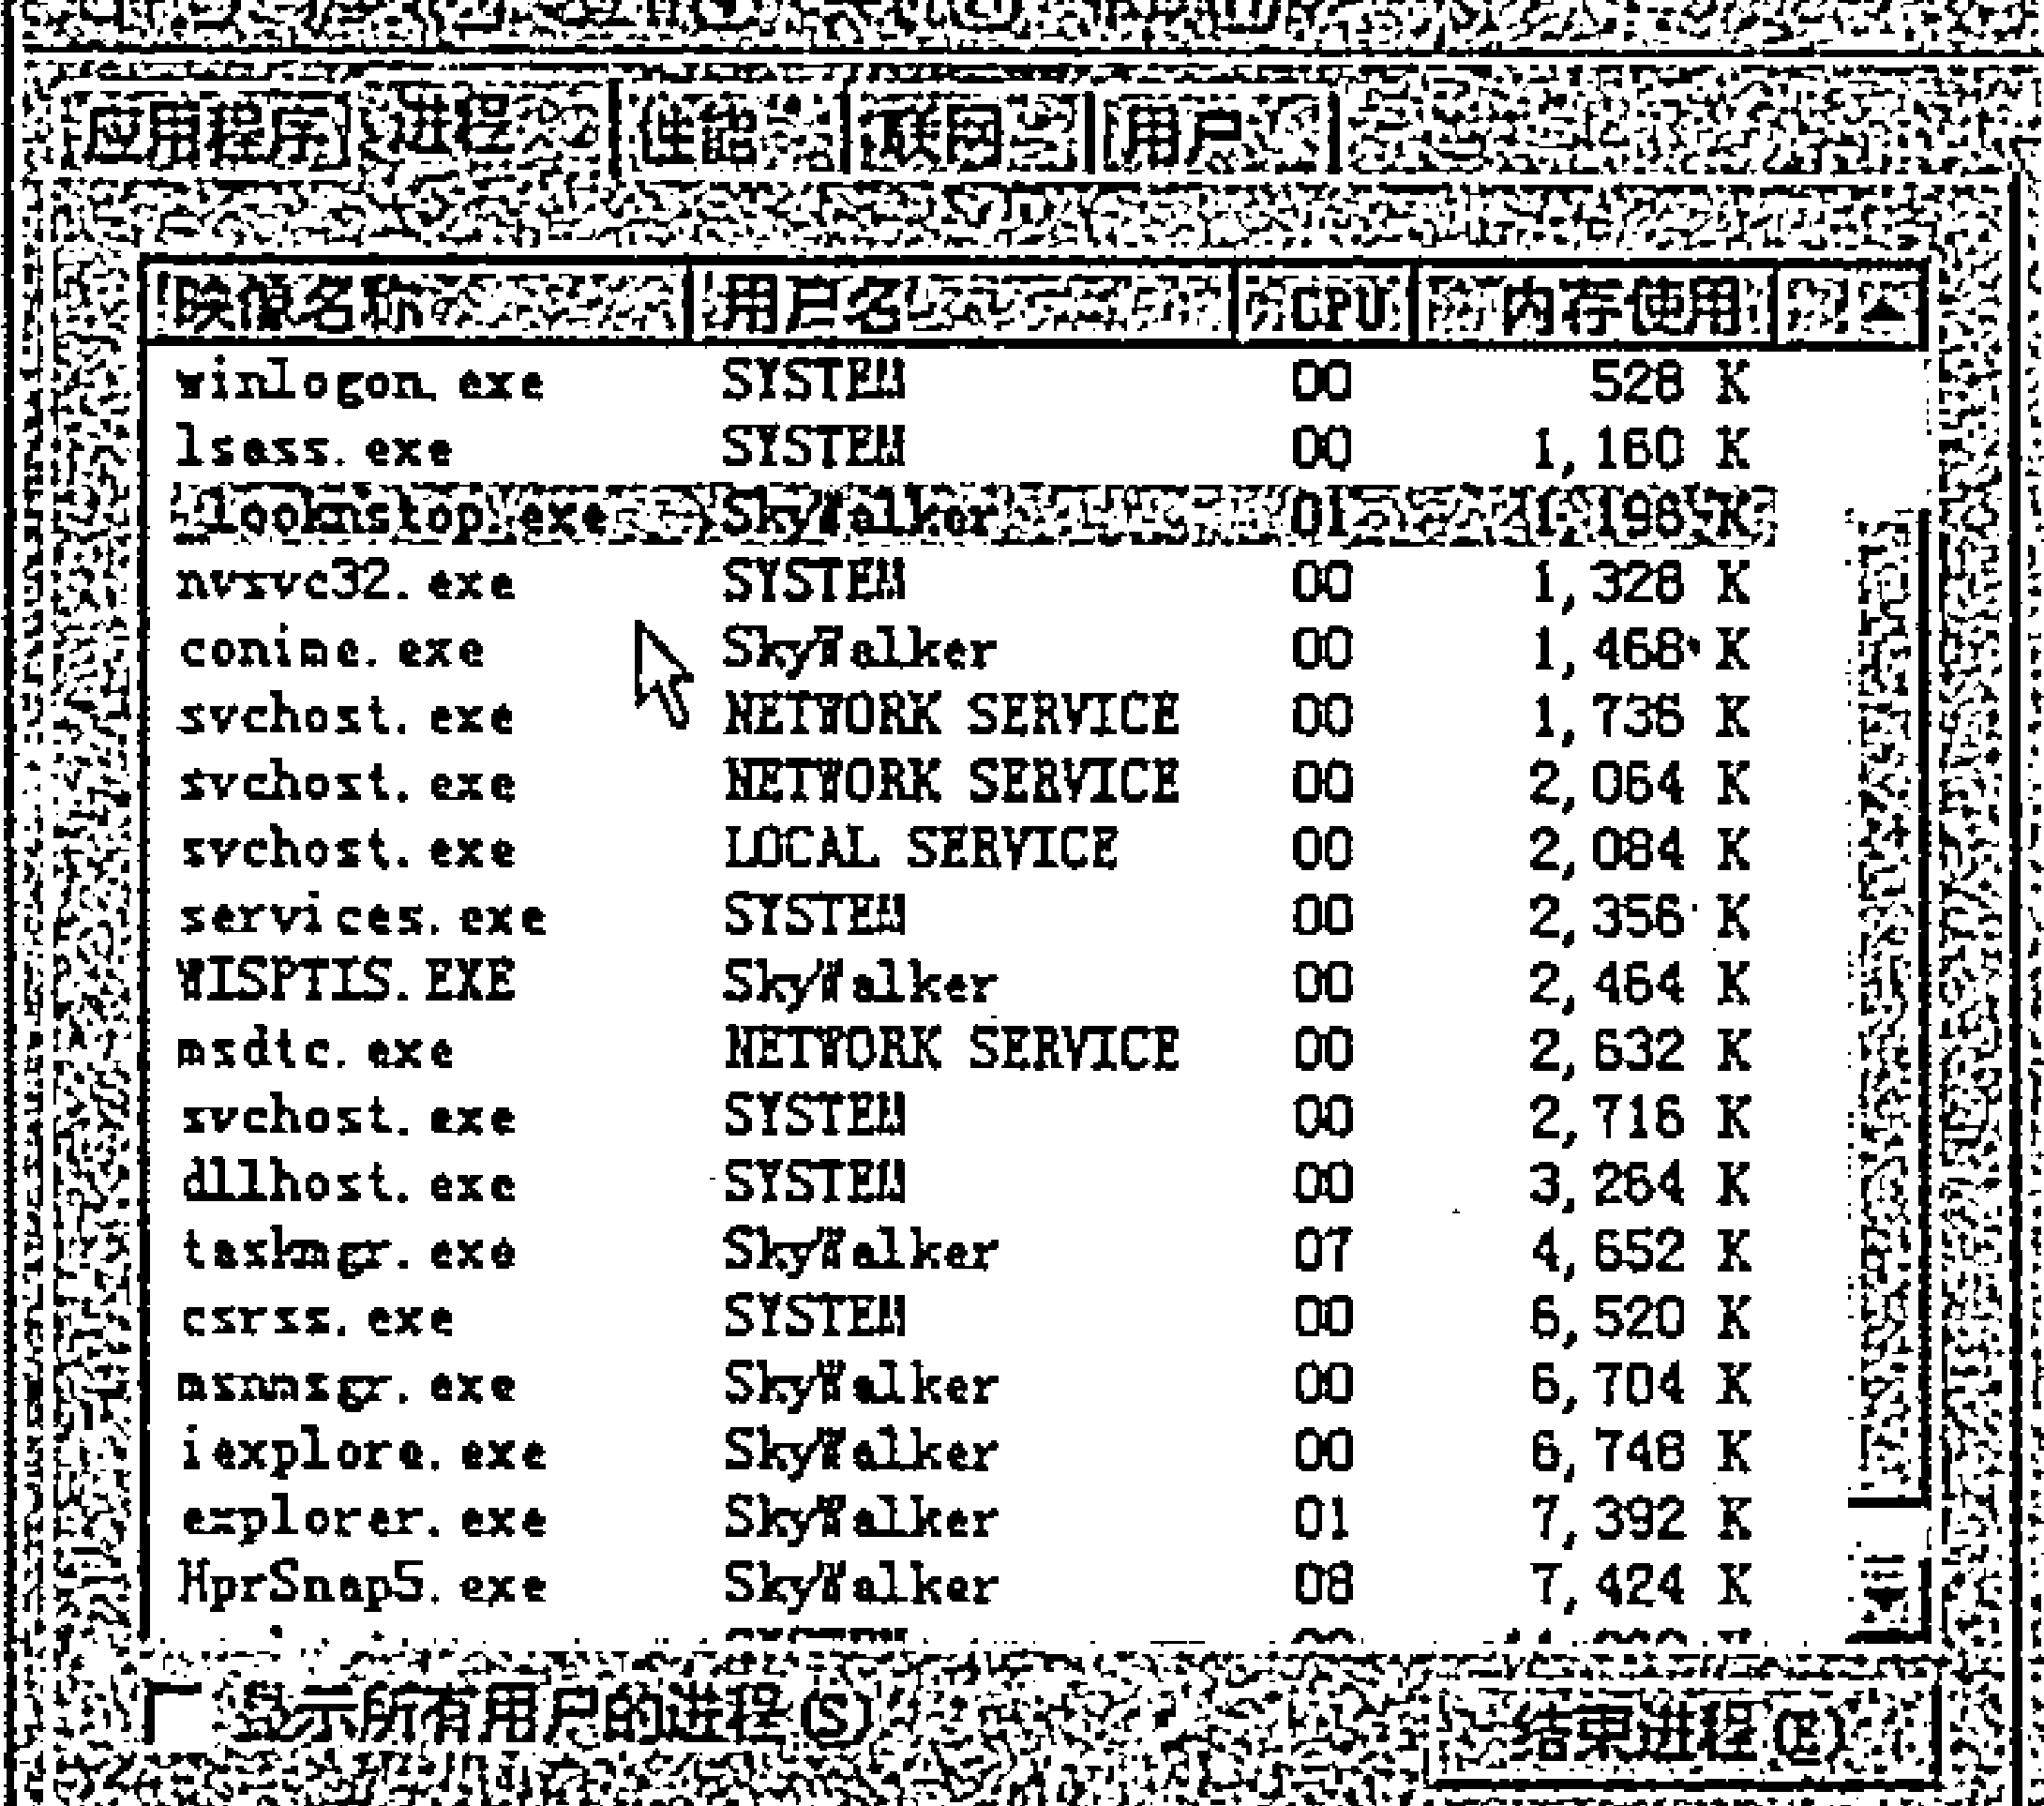 应用程序 进程 性能 联网 用户
映像名称 用户名 CPU 内存使用
winlogon.exe SYSTEM 00 528 K
lsass.exe SYSTEM 00 1,160 K
looknstop.exe SkyWalker 01 1,196 K
nvsvc32.exe SYSTEM 00 1,328 K
conime.exe SkyWalker 00 1,468 K
svchost.exe NETWORK SERVICE 00 1,736 K
svchost.exe NETWORK SERVICE 00 2,064 K
svchost.exe LOCAL SERVICE 00 2,084 K
services.exe SYSTEM 00 2,356 K
WISPTIS.EXE SkyWalker 00 2,464 K
msdtc.exe NETWORK SERVICE 00 2,632 K
svchost.exe SYSTEM 00 2,716 K
dllhost.exe SYSTEM 00 3,264 K
taskmgr.exe SkyWalker 07 4,652 K
csrss.exe SYSTEM 00 6,520 K
msnmsgr.exe SkyWalker 00 6,704 K
iexplore.exe SkyWalker 00 6,748 K
explorer.exe SkyWalker 01 7,392 K
HprSnap5.exe SkyWalker 08 7,424 K
显示所有用户的进程(S) 结束进程(E)